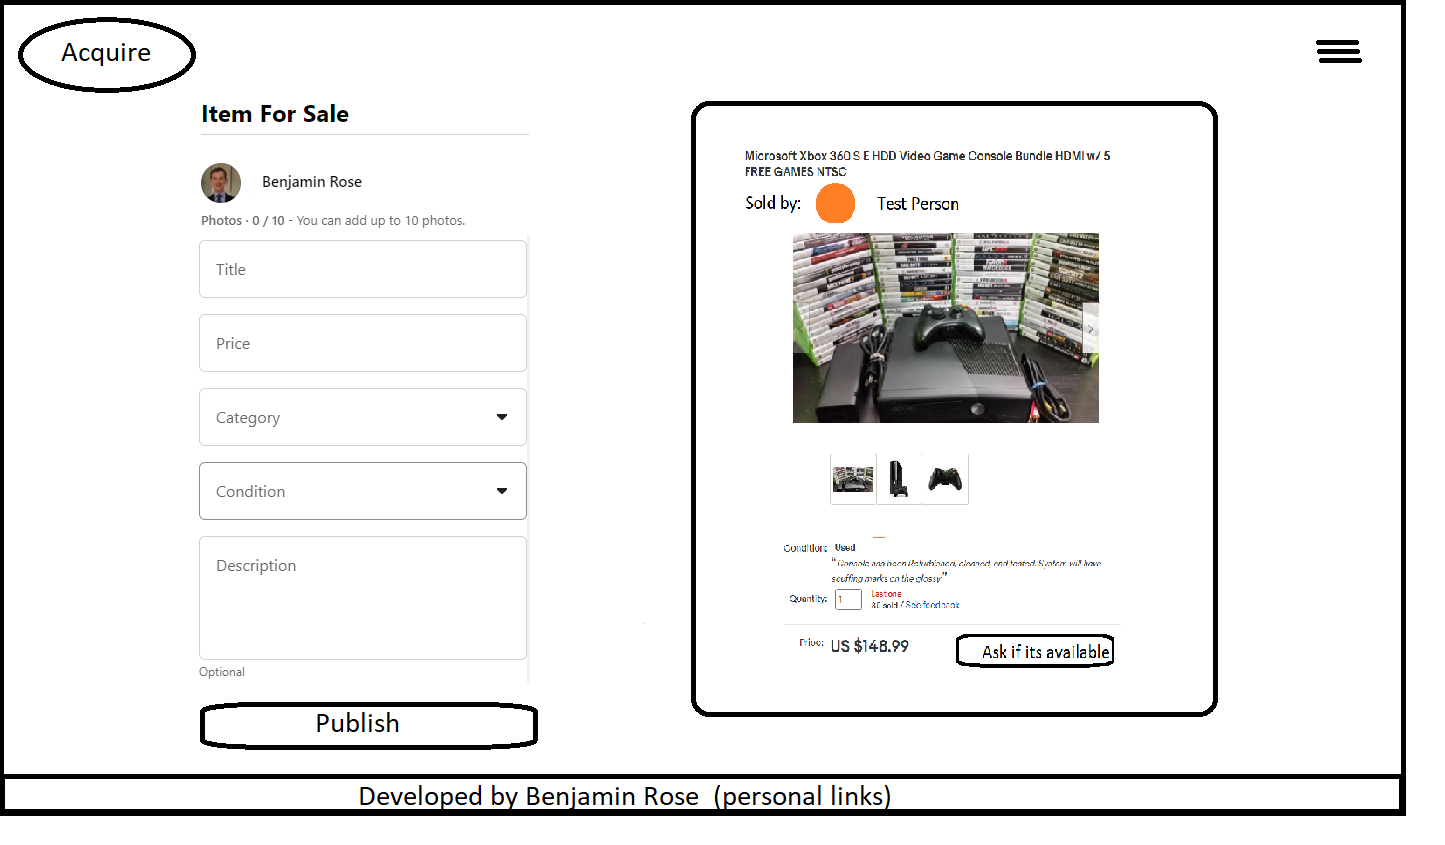 Acquire
Item For Sale
Benjamin Rose
Photos · 0 / 10 - You can add up to 10 photos.
Title
Price
Category
Condition
Description
Optional
Publish
Microsoft Xbox 360 S E HDD Video Game Console Bundle HDMI w/ 5
FREE GAMES NTSC
Sold by:
Test Person
Condition: Used
“Console has been Refurbished, cleaned, and tested. System will have
scuffing marks on the glossy”
Quantity: 1
Last one
80 sold / See feedback
Price: US $148.99
Ask if its available
Developed by Benjamin Rose (personal links)